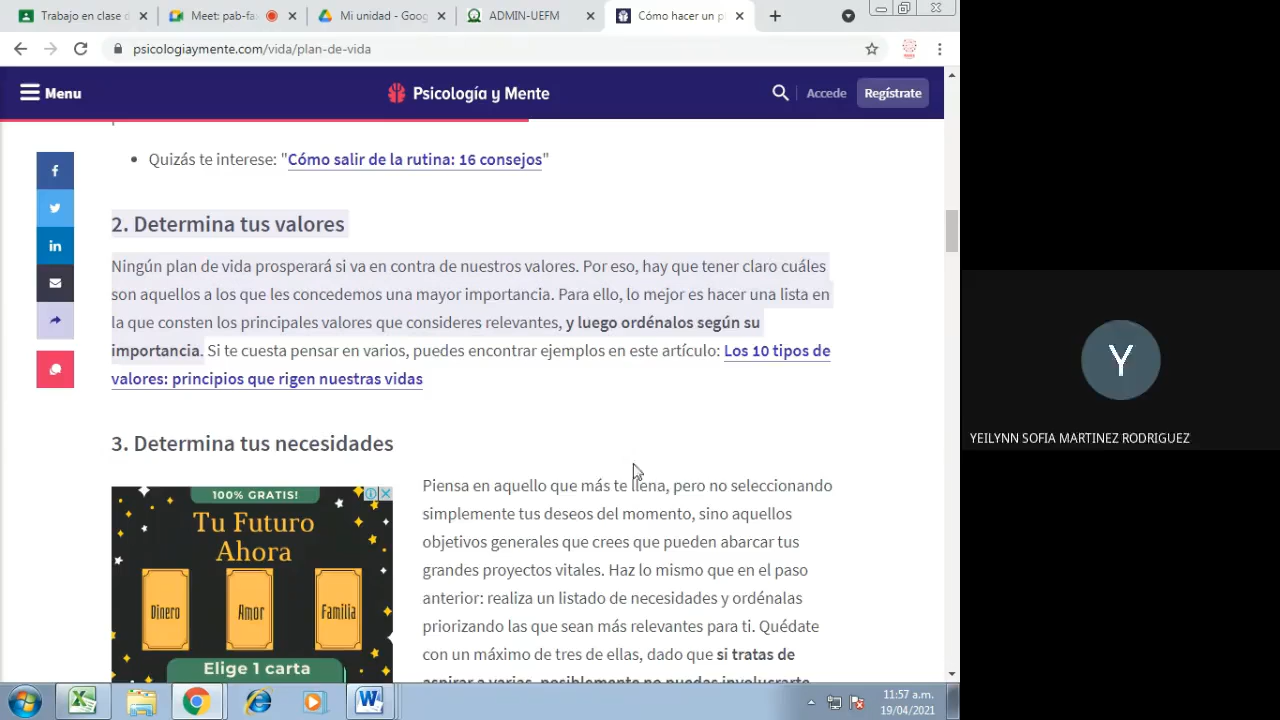 Trabajo en clase d
Meet: pab-fa
Mi unidad - Goog
ADMIN-UEFM
Cómo hacer un p
psicologiaymente.com/vida/plan-de-vida
Menu
Psicología y Mente
Accede
Regístrate
Quizás te interese: "Cómo salir de la rutina: 16 consejos"
2. Determina tus valores
Ningún plan de vida prosperará si va en contra de nuestros valores. Por eso, hay que tener claro cuáles
son aquellos a los que les concedemos una mayor importancia. Para ello, lo mejor es hacer una lista en
la que consten los principales valores que consideres relevantes, y luego ordénalos según su
importancia. Si te cuesta pensar en varios, puedes encontrar ejemplos en este artículo: Los 10 tipos de
valores: principios que rigen nuestras vidas
3. Determina tus necesidades
Piensa en aquello que más te llena, pero no seleccionando
simplemente tus deseos del momento, sino aquellos
objetivos generales que crees que pueden abarcar tus
grandes proyectos vitales. Haz lo mismo que en el paso
anterior: realiza un listado de necesidades y ordénalas
priorizando las que sean más relevantes para ti. Quédate
con un máximo de tres de ellas, dado que si tratas de
aspirar a varias, posiblemente no puedas involucrarte
100% GRATIS!
Tu Futuro
Ahora
Dinero
Amor
Familia
Elige 1 carta
Y
YEILYNN SOFIA MARTINEZ RODRIGUEZ
11:57 a.m.
19/04/2021